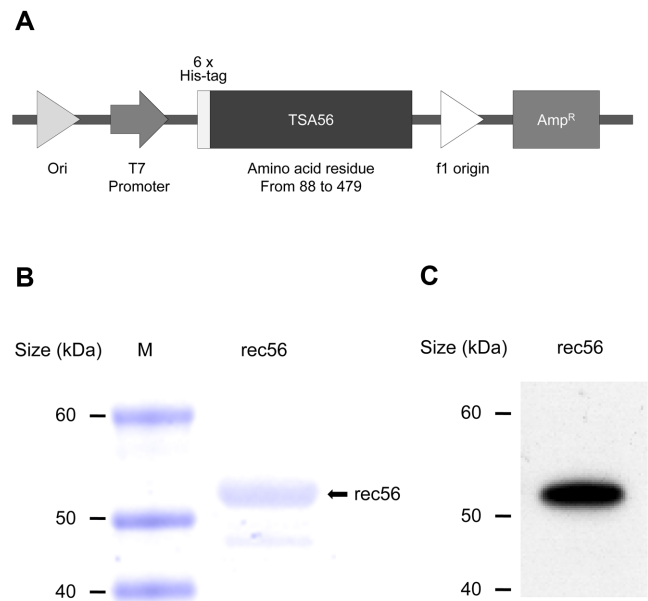 A
6 x
His-tag
TSA56
Amp^R
Ori
T7
Promoter
Amino acid residue
From 88 to 479
f1 origin
B
Size (kDa) M rec56
60
50
40
rec56
C
Size (kDa) rec56
60
50
40